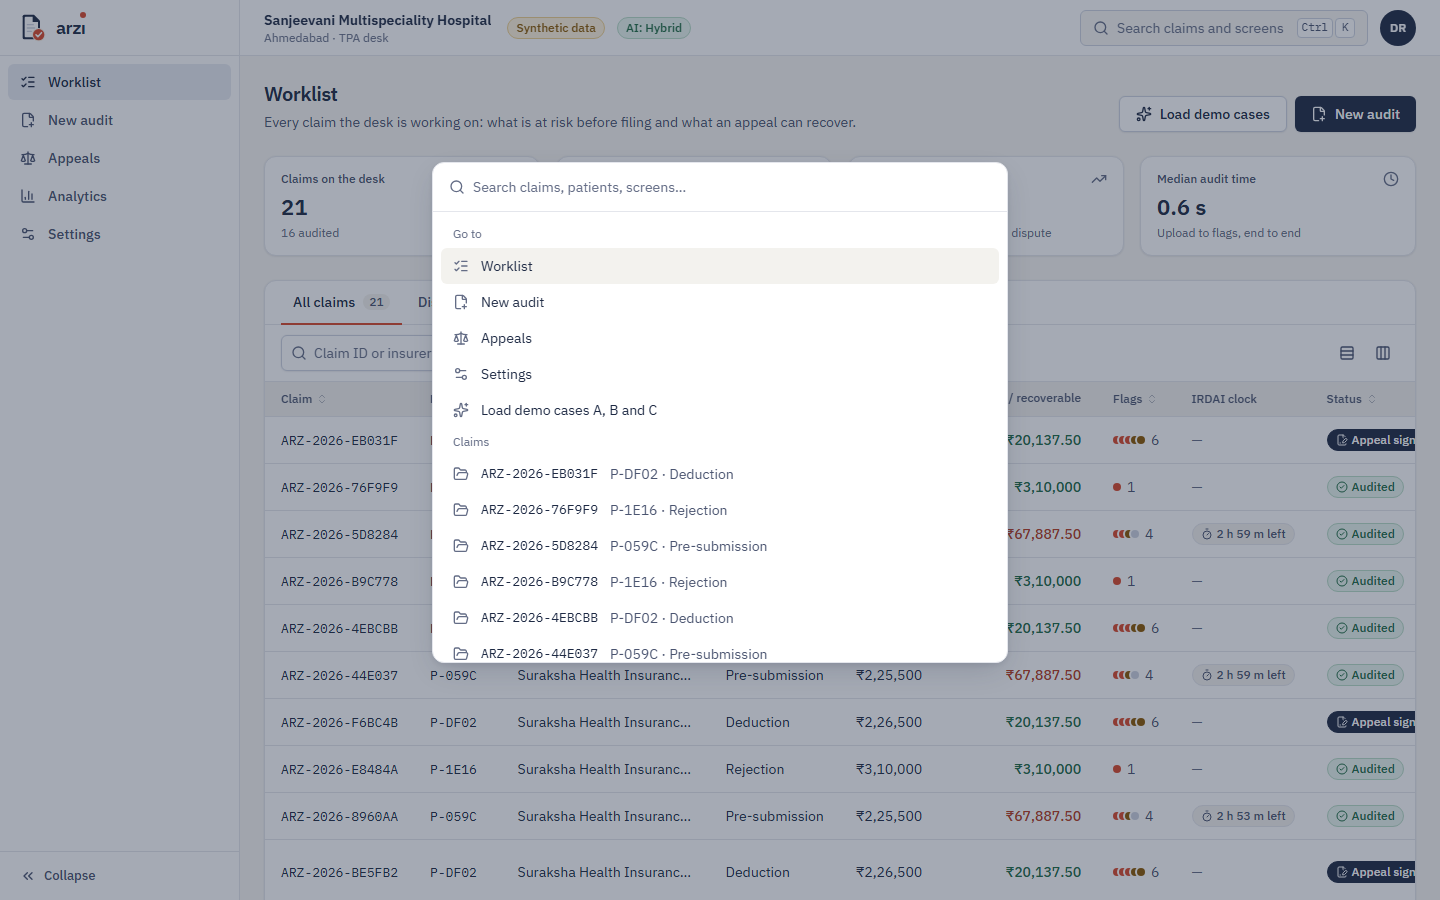 arzi
Sanjeevani Multispeciality Hospital
Ahmedabad · TPA desk
Synthetic data
AI: Hybrid
Search claims and screens
Ctrl K
DR
Worklist
New audit
Appeals
Analytics
Settings
Collapse
Worklist
Every claim the desk is working on: what is at risk before filing and what an appeal can recover.
Load demo cases
New audit
Claims on the desk
21
16 audited
dispute
Median audit time
0.6 s
Upload to flags, end to end
All claims 21
Claim ID or insurer
Search claims, patients, screens...
Go to
Worklist
New audit
Appeals
Settings
Load demo cases A, B and C
Claims
ARZ-2026-EB031F P-DF02 · Deduction
ARZ-2026-76F9F9 P-1E16 · Rejection
ARZ-2026-5D8284 P-059C · Pre-submission
ARZ-2026-B9C778 P-1E16 · Rejection
ARZ-2026-4EBCBB P-DF02 · Deduction
ARZ-2026-44E037 P-059C · Pre-submission
Claim / recoverable Flags IRDAI clock Status
ARZ-2026-EB031F ₹20,137.50 6 — Appeal sign
ARZ-2026-76F9F9 ₹3,10,000 1 — Audited
ARZ-2026-5D8284 ₹67,887.50 4 2 h 59 m left Audited
ARZ-2026-B9C778 ₹3,10,000 1 — Audited
ARZ-2026-4EBCBB ₹20,137.50 6 — Audited
ARZ-2026-44E037 P-059C Suraksha Health Insuranc... Pre-submission ₹2,25,500 ₹67,887.50 4 2 h 59 m left Audited
ARZ-2026-F6BC4B P-DF02 Suraksha Health Insuranc... Deduction ₹2,26,500 ₹20,137.50 6 — Appeal sign
ARZ-2026-E8484A P-1E16 Suraksha Health Insuranc... Rejection ₹3,10,000 ₹3,10,000 1 — Audited
ARZ-2026-8960AA P-059C Suraksha Health Insuranc... Pre-submission ₹2,25,500 ₹67,887.50 4 2 h 53 m left Audited
ARZ-2026-BE5FB2 P-DF02 Suraksha Health Insuranc... Deduction ₹2,26,500 ₹20,137.50 6 — Appeal sign